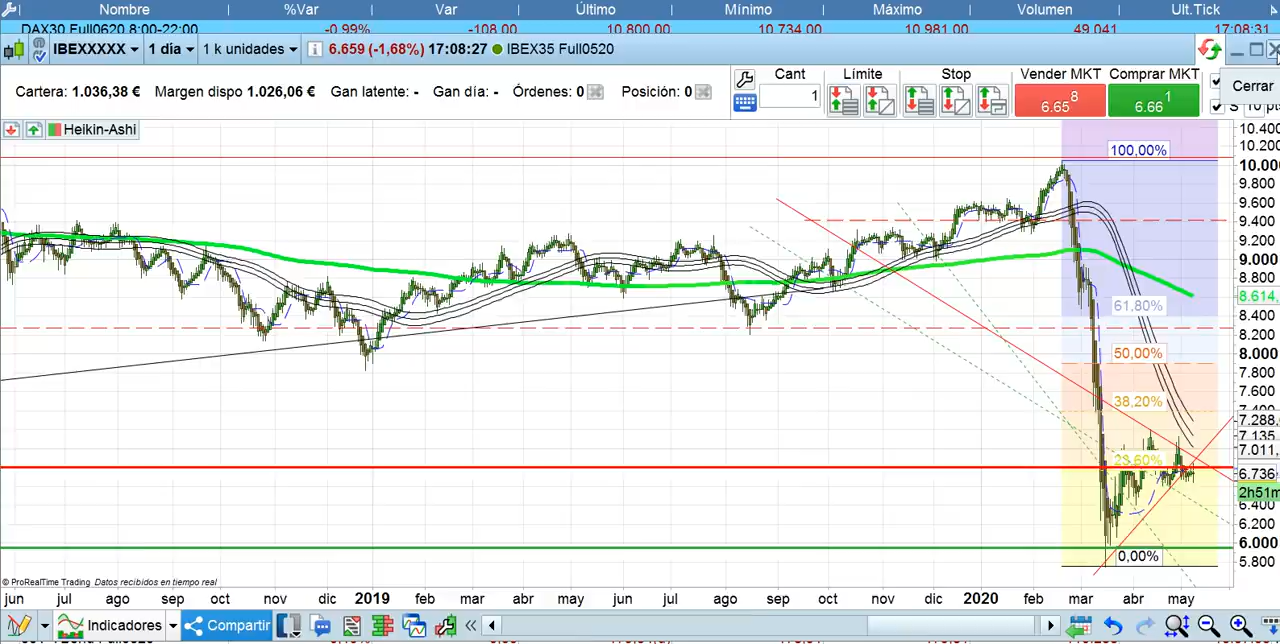 Nombre %Var Var Último Mínimo Máximo Volumen Ult.Tick
DAX30 Full0620 8:00-22:00 -0.99% -108.00 10.800.00 10.734.00 10.981.00 49.041 17:08:31
IBEXXXXX 1 dia 1 k unidades 6.659 (-1,68%) 17:08:27 IBEX35 Full0520
Cerrar
Cartera: 1.036,38 € Margen dispo 1.026,06 € Gan latente: - Gan día: - Órdenes: 0 Posición: 0
Cant Límite Stop Vender MKT Comprar MKT
1 6.65 8 6.66 1 S 10
Heikin-Ashi
10.400
10.200
100,00%
10.000
9.800
9.600
9.400
9.200
9.000
8.800
8.614,
61,80%
8.400
8.200
50,00%
8.000
7.800
7.600
38,20%
7.400
7.288,
7.135
7.011,
23,60%
6.736
2h51m
6.400
6.200
6.000
0,00%
5.800
© ProRealTime Trading Datos recibidos en tiempo real
jun jul ago sep oct nov dic 2019 feb mar abr may jun jul ago sep oct nov dic 2020 feb mar abr may
Indicadores Compartir